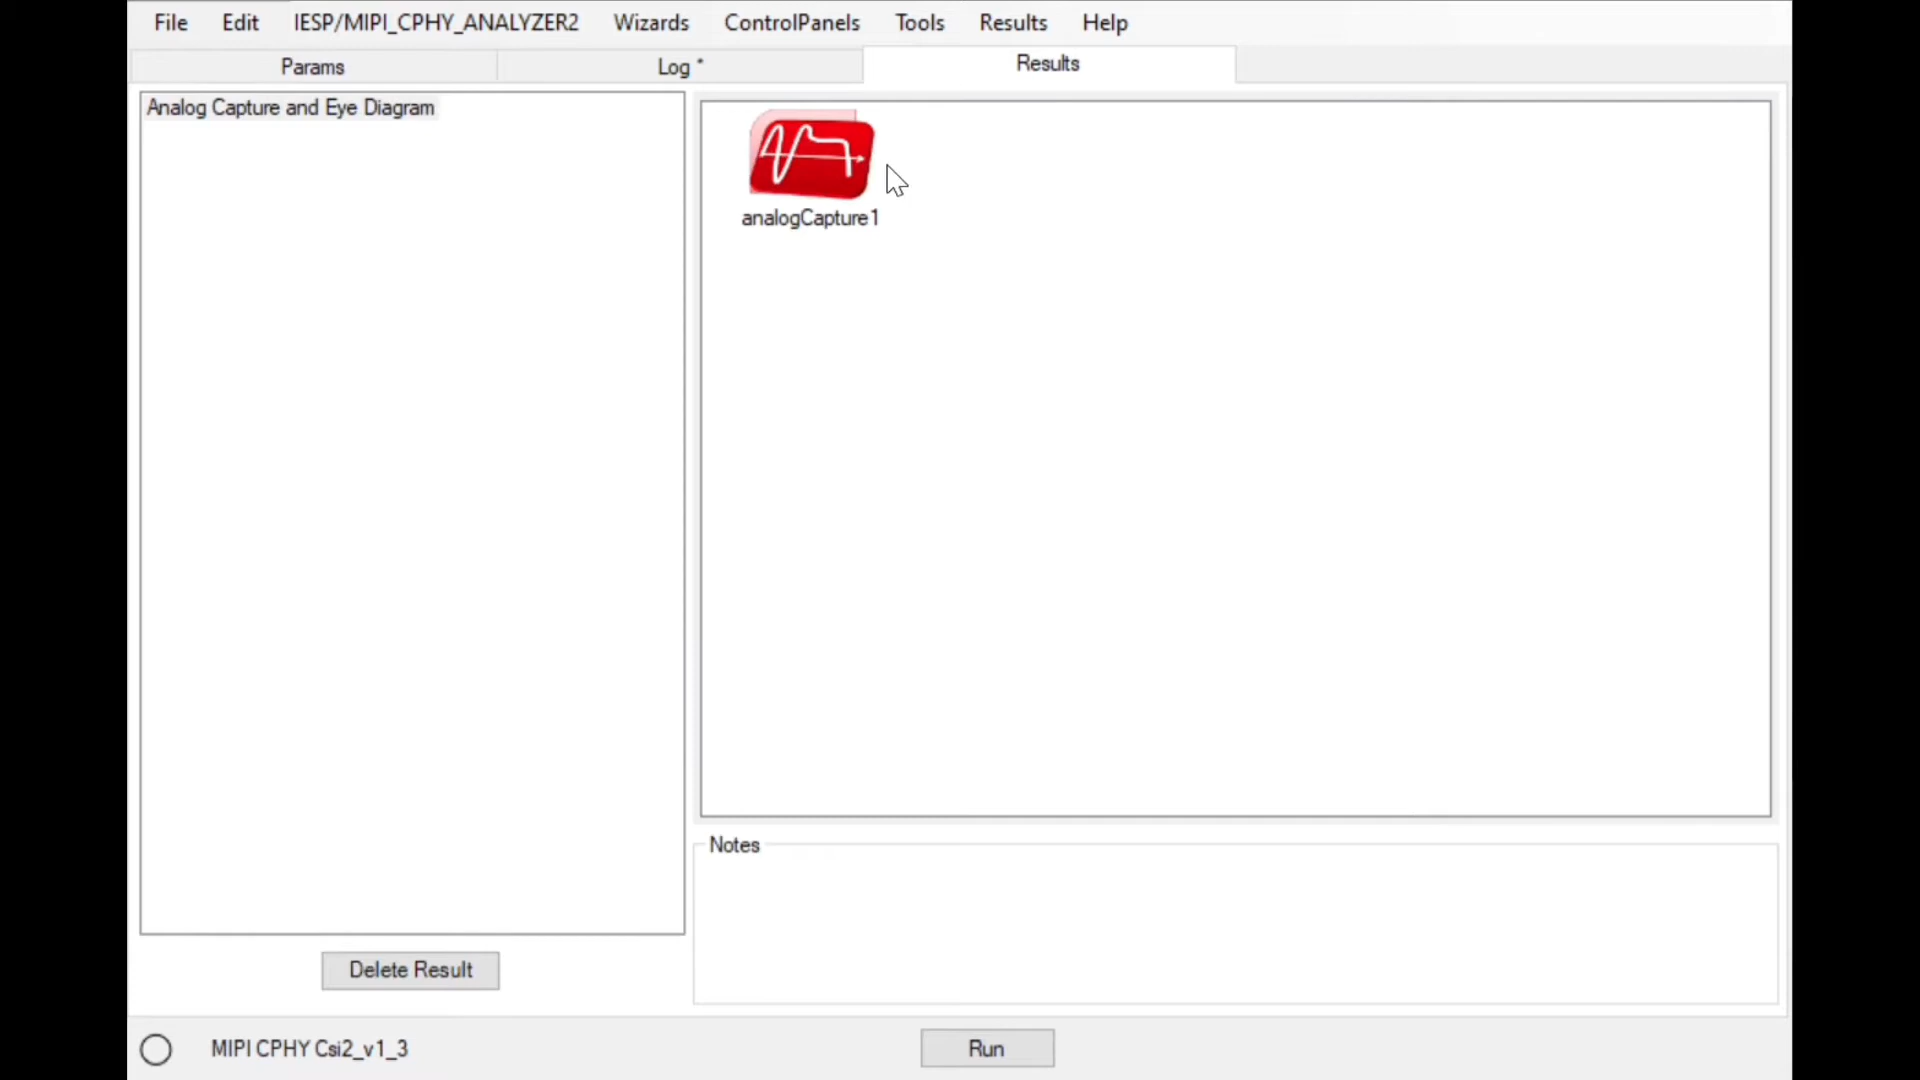 File Edit IESP/MIPI_CPHY_ANALYZER2 Wizards ControlPanels Tools Results Help
Params Log * Results
Analog Capture and Eye Diagram
analogCapture1
Notes
Delete Result
MIPI CPHY Csi2_v1_3 Run